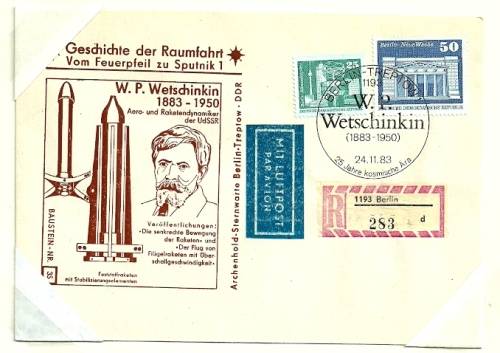 Geschichte der Raumfahrt
Vom Feuerpfeil zu Sputnik 1
W. P. Wetschinkin
1883 - 1950
Aero- und Raketendynamiker
der UdSSR
Veröffentlichungen:
•Die senkrechte Bewegung
der Raketen« und
•Der Flug von
Flügelraketen mit Über-
schallgeschwindigkeit«
Feststoffraketen
mit Stabilisierungselementen
BAUSTEIN-NR.
35
Archenhold-Sternwarte Berlin-Treptow - DDR
MIT LUFTPOST
PAR AVION
25
Berlin - Neue Wache
50
BERLIN-TREPTOW
1193
W. P.
Wetschinkin
(1883-1950)
24.11.83
25 Jahre kosmische Ära
R
1193 Berlin
283
d